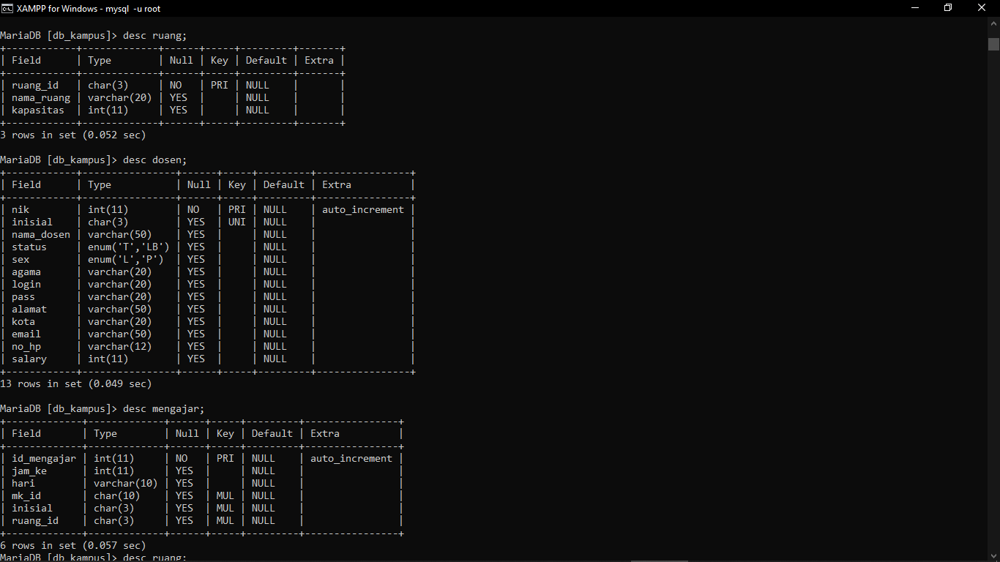 XAMPP for Windows - mysql -u root
MariaDB [db_kampus]> desc ruang;
+------------+-------------+------+-----+---------+-------+
| Field      | Type        | Null | Key | Default | Extra |
+------------+-------------+------+-----+---------+-------+
| ruang_id   | char(3)     | NO   | PRI | NULL    |       |
| nama_ruang | varchar(20) | YES  |     | NULL    |       |
| kapasitas  | int(11)     | YES  |     | NULL    |       |
+------------+-------------+------+-----+---------+-------+
3 rows in set (0.052 sec)
MariaDB [db_kampus]> desc dosen;
+------------+----------------+------+-----+---------+----------------+
| Field      | Type           | Null | Key | Default | Extra          |
+------------+----------------+------+-----+---------+----------------+
| nik        | int(11)        | NO   | PRI | NULL    | auto_increment |
| inisial    | char(3)        | YES  | UNI | NULL    |                |
| nama_dosen | varchar(50)    | YES  |     | NULL    |                |
| status     | enum('T','LB') | YES  |     | NULL    |                |
| sex        | enum('L','P')  | YES  |     | NULL    |                |
| agama      | varchar(20)    | YES  |     | NULL    |                |
| login      | varchar(20)    | YES  |     | NULL    |                |
| pass       | varchar(20)    | YES  |     | NULL    |                |
| alamat     | varchar(50)    | YES  |     | NULL    |                |
| kota       | varchar(20)    | YES  |     | NULL    |                |
| email      | varchar(50)    | YES  |     | NULL    |                |
| no_hp      | varchar(12)    | YES  |     | NULL    |                |
| salary     | int(11)        | YES  |     | NULL    |                |
+------------+----------------+------+-----+---------+----------------+
13 rows in set (0.049 sec)
MariaDB [db_kampus]> desc mengajar;
+-------------+-------------+------+-----+---------+----------------+
| Field       | Type        | Null | Key | Default | Extra          |
+-------------+-------------+------+-----+---------+----------------+
| id_mengajar | int(11)     | NO   | PRI | NULL    | auto_increment |
| jam_ke      | int(11)     | YES  |     | NULL    |                |
| hari        | varchar(10) | YES  |     | NULL    |                |
| mk_id       | char(10)    | YES  | MUL | NULL    |                |
| inisial     | char(3)     | YES  | MUL | NULL    |                |
| ruang_id    | char(3)     | YES  | MUL | NULL    |                |
+-------------+-------------+------+-----+---------+----------------+
6 rows in set (0.057 sec)
MariaDB [db_kampus]> desc ruang;